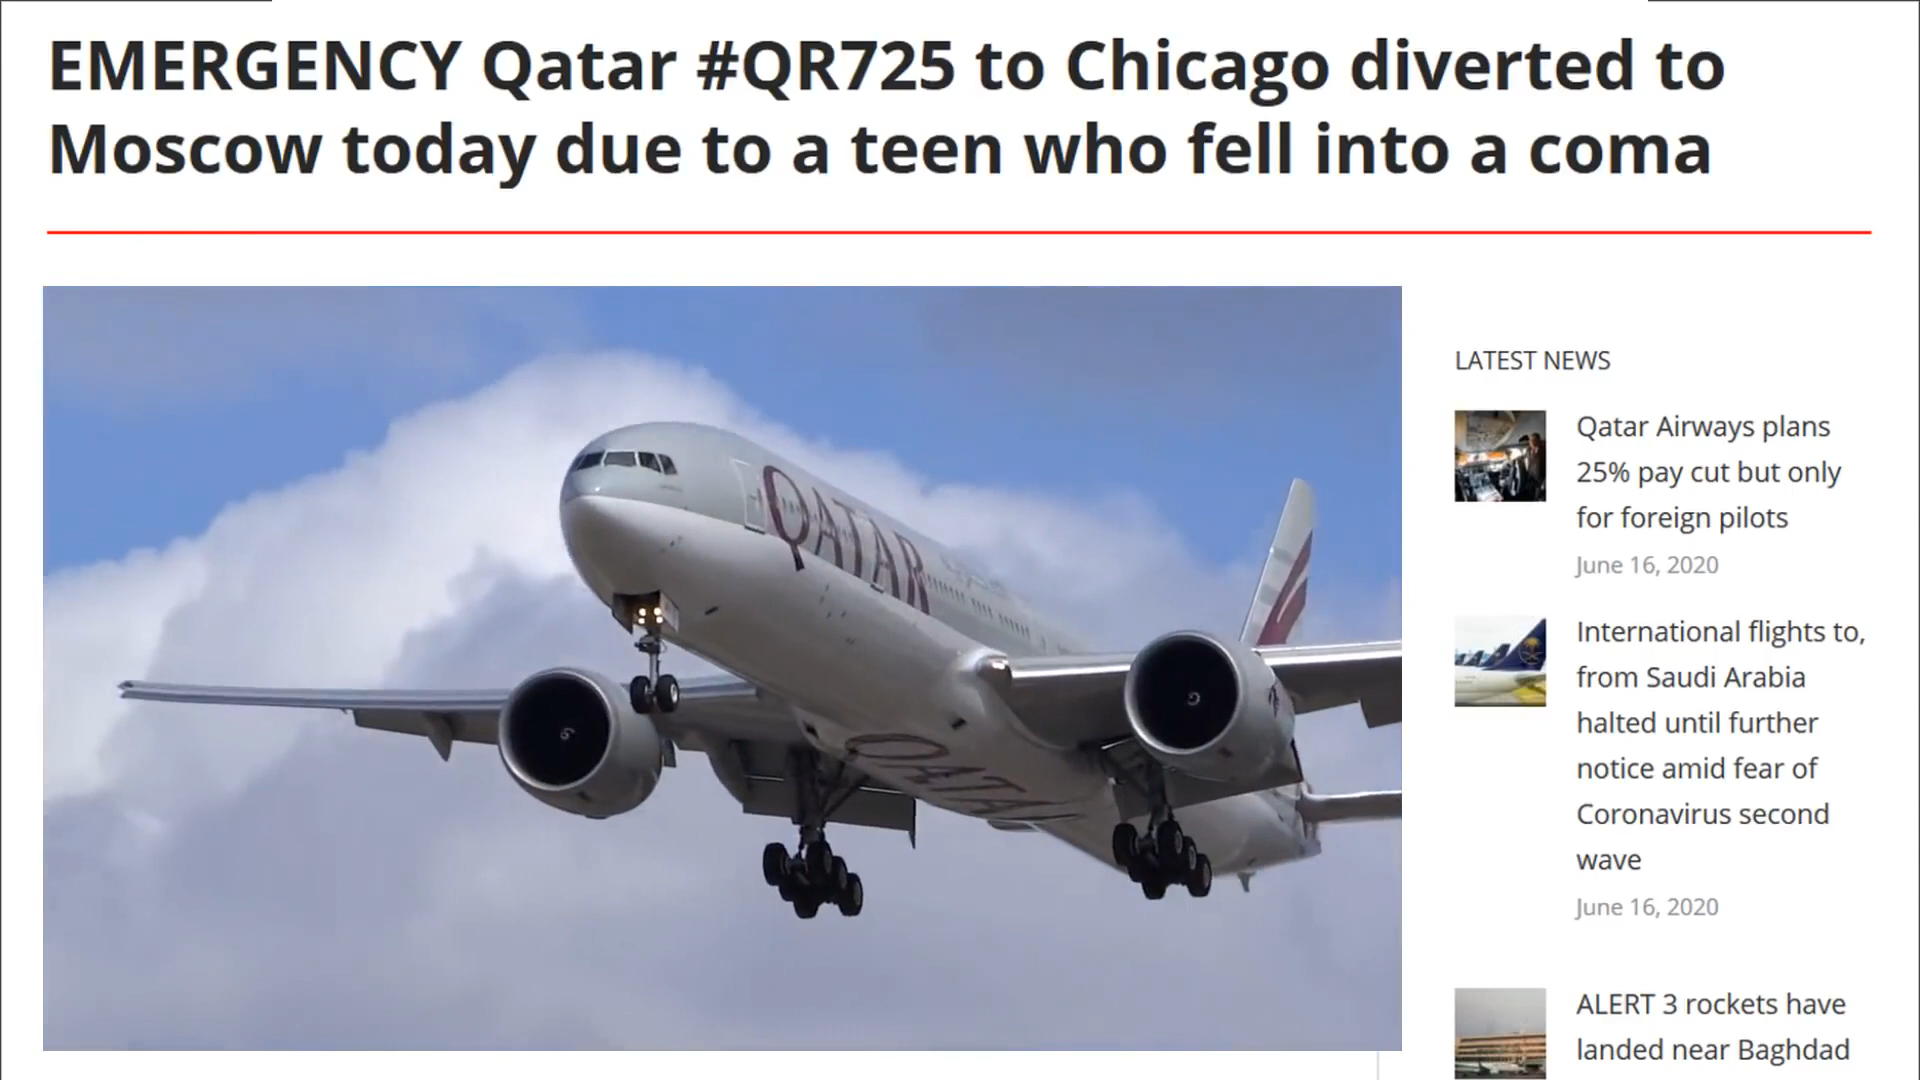 EMERGENCY Qatar #QR725 to Chicago diverted to
Moscow today due to a teen who fell into a coma
LATEST NEWS
Qatar Airways plans
25% pay cut but only
for foreign pilots
June 16, 2020
International flights to,
from Saudi Arabia
halted until further
notice amid fear of
Coronavirus second
wave
June 16, 2020
ALERT 3 rockets have
landed near Baghdad
QATAR
QATA